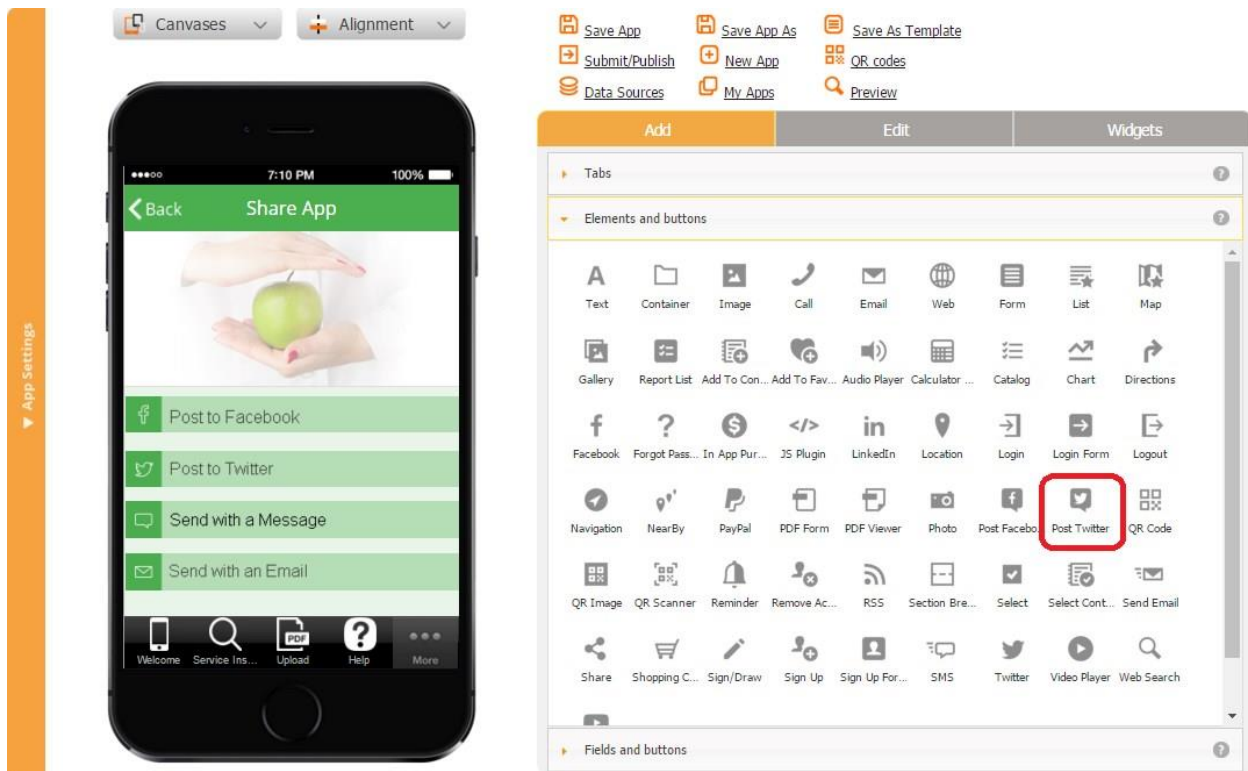 Canvases
Alignment
Save App
Save App As
Save As Template
Submit/Publish
New App
QR codes
Data Sources
My Apps
Preview
App Settings
7:10 PM
100%
Back
Share App
Post to Facebook
Post to Twitter
Send with a Message
Send with an Email
PDF
?
Welcome
Service Ins...
Upload
Help
More
Add
Edit
Widgets
Tabs
?
Elements and buttons
?
A
Text
Container
Image
Call
Email
Web
Form
List
Map
Gallery
Report List
Add To Con...
Add To Fav...
Audio Player
Calculator ...
Catalog
Chart
Directions
f
?
$
</>
in
Facebook
Forgot Pass...
In App Pur...
JS Plugin
LinkedIn
Location
Login
Login Form
Logout
Navigation
NearBy
PayPal
PDF Form
PDF Viewer
Photo
Post Facebo...
Post Twitter
QR Code
QR Image
QR Scanner
Reminder
Remove Ac...
RSS
Section Bre...
Select
Select Cont...
Send Email
Share
Shopping C...
Sign/Draw
Sign Up
Sign Up For...
SMS
Twitter
Video Player
Web Search
Fields and buttons
?